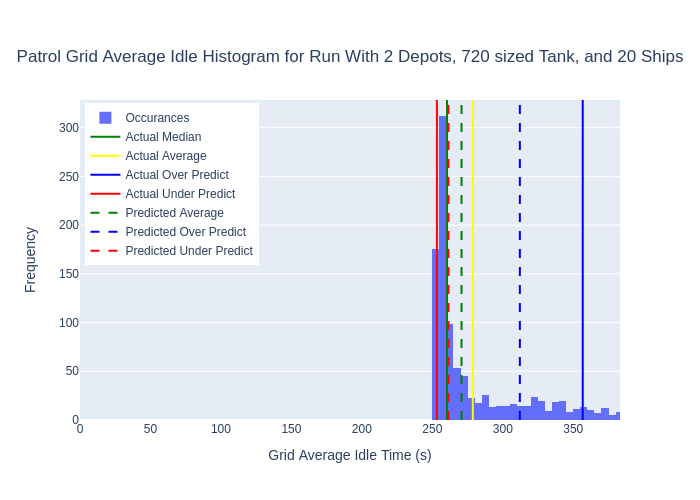 Patrol Grid Average Idle Histogram for Run With 2 Depots, 720 sized Tank, and 20 Ships
Occurances
Actual Median
Actual Average
Actual Over Predict
Actual Under Predict
Predicted Average
Predicted Over Predict
Predicted Under Predict
Frequency
300
250
200
150
100
50
0
0 50 100 150 200 250 300 350
Grid Average Idle Time (s)